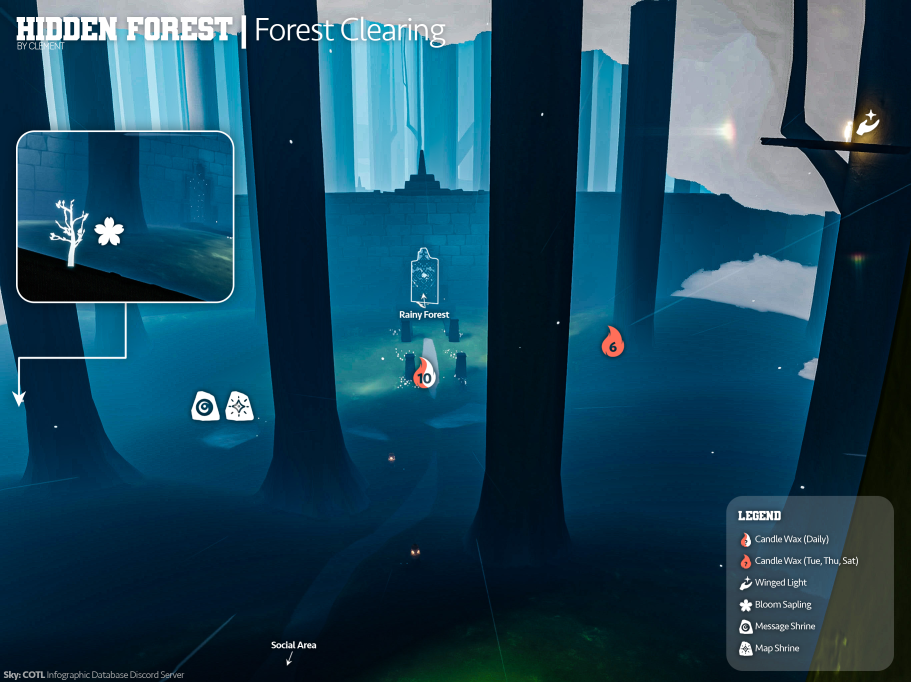 HIDDEN FOREST | Forest Clearing
BY CLEMENT
Rainy Forest
6
10
Social Area
LEGEND
Candle Wax (Daily)
Candle Wax (Tue, Thu, Sat)
Winged Light
Bloom Sapling
Message Shrine
Map Shrine
Sky: COTL Infographic Database Discord Server